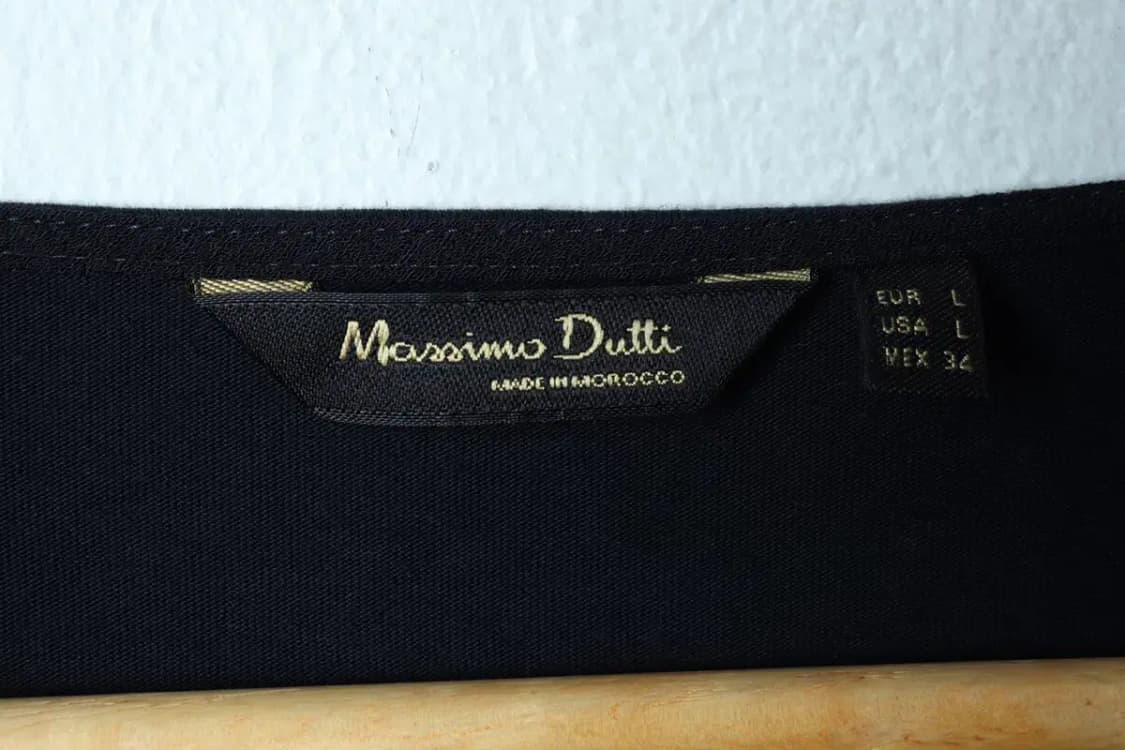 Massimo Dutti
MADE IN MOROCCO
EUR L
USA L
MEX 34